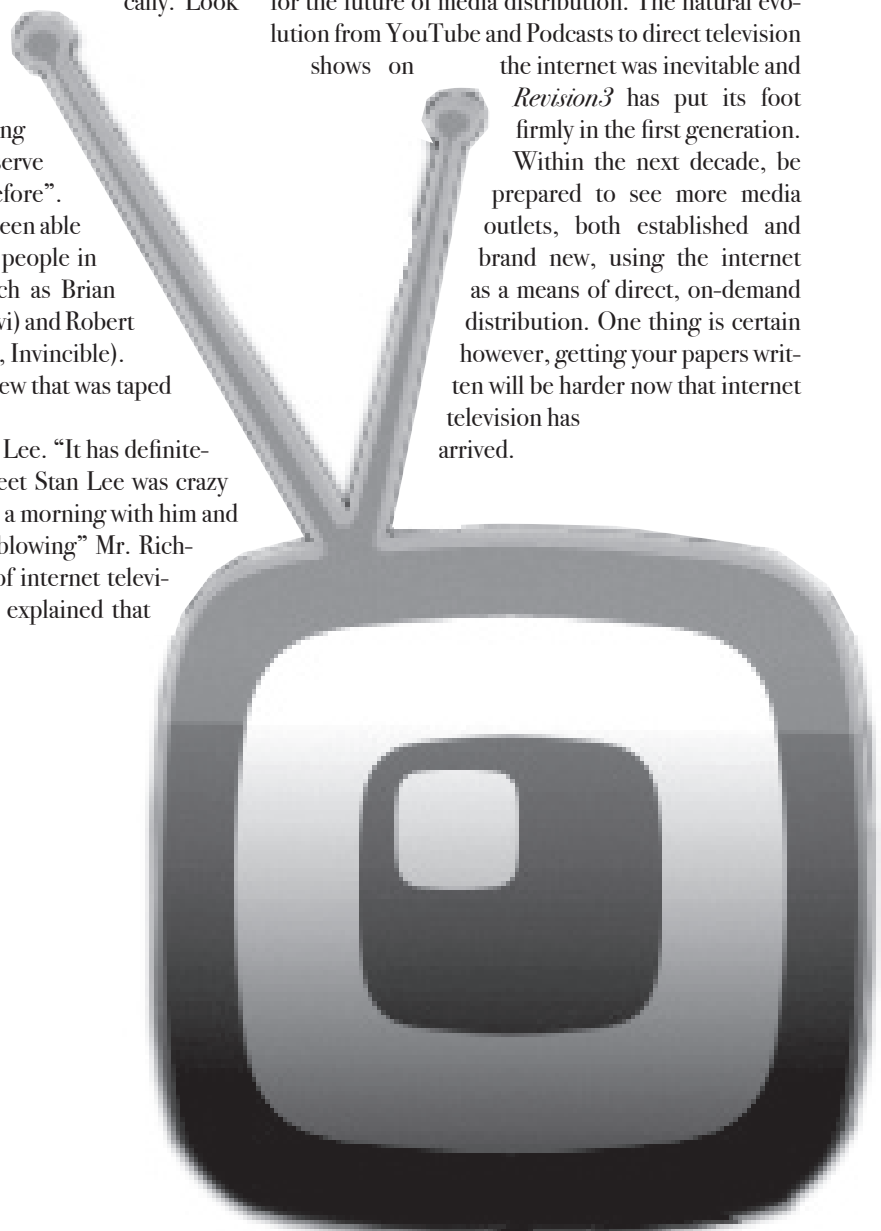 cally. Look
ng
serve
efore”.
een able
people in
ch as Brian
vi) and Robert
, Invincible).
ew that was taped
Lee. “It has definite-
eet Stan Lee was crazy
a morning with him and
blowing” Mr. Rich-
of internet televi-
explained that
for the future of media distribution. The natural evo-
lution from YouTube and Podcasts to direct television
shows on the internet was inevitable and
Revision3 has put its foot
firmly in the first generation.
Within the next decade, be
prepared to see more media
outlets, both established and
brand new, using the internet
as a means of direct, on-demand
distribution. One thing is certain
however, getting your papers writ-
ten will be harder now that internet
television has
arrived.